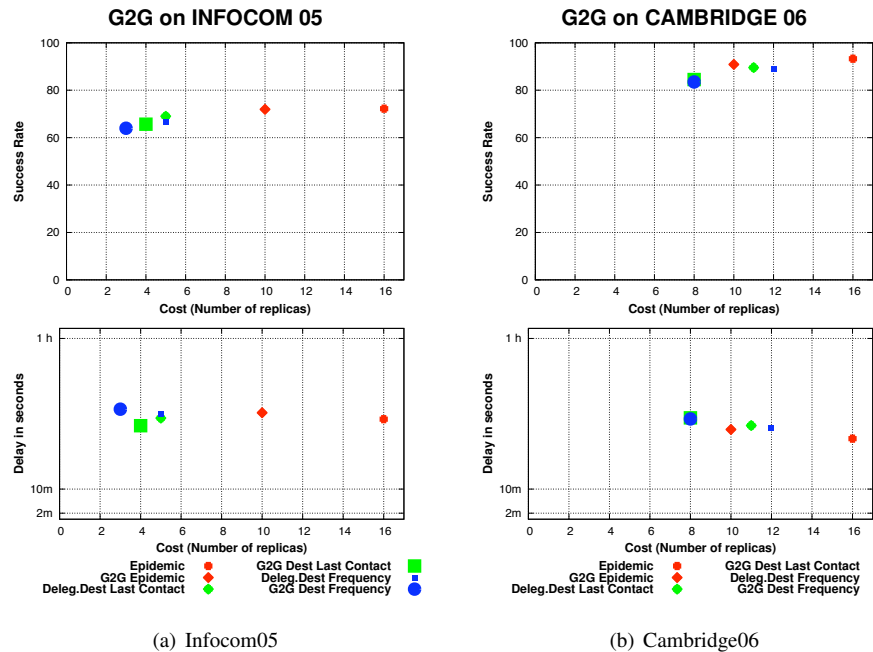 G2G on INFOCOM 05
100
80
60
40
20
0
Success Rate
0 2 4 6 8 10 12 14 16
Cost (Number of replicas)
1 h
10m
2m
Delay in seconds
0 2 4 6 8 10 12 14 16
Cost (Number of replicas)
Epidemic
G2G Epidemic
Deleg.Dest Last Contact
G2G Dest Last Contact
Deleg.Dest Frequency
G2G Dest Frequency
(a) Infocom05
G2G on CAMBRIDGE 06
100
80
60
40
20
0
Success Rate
0 2 4 6 8 10 12 14 16
Cost (Number of replicas)
1 h
10m
2m
Delay in seconds
0 2 4 6 8 10 12 14 16
Cost (Number of replicas)
Epidemic
G2G Epidemic
Deleg.Dest Last Contact
G2G Dest Last Contact
Deleg.Dest Frequency
G2G Dest Frequency
(b) Cambridge06